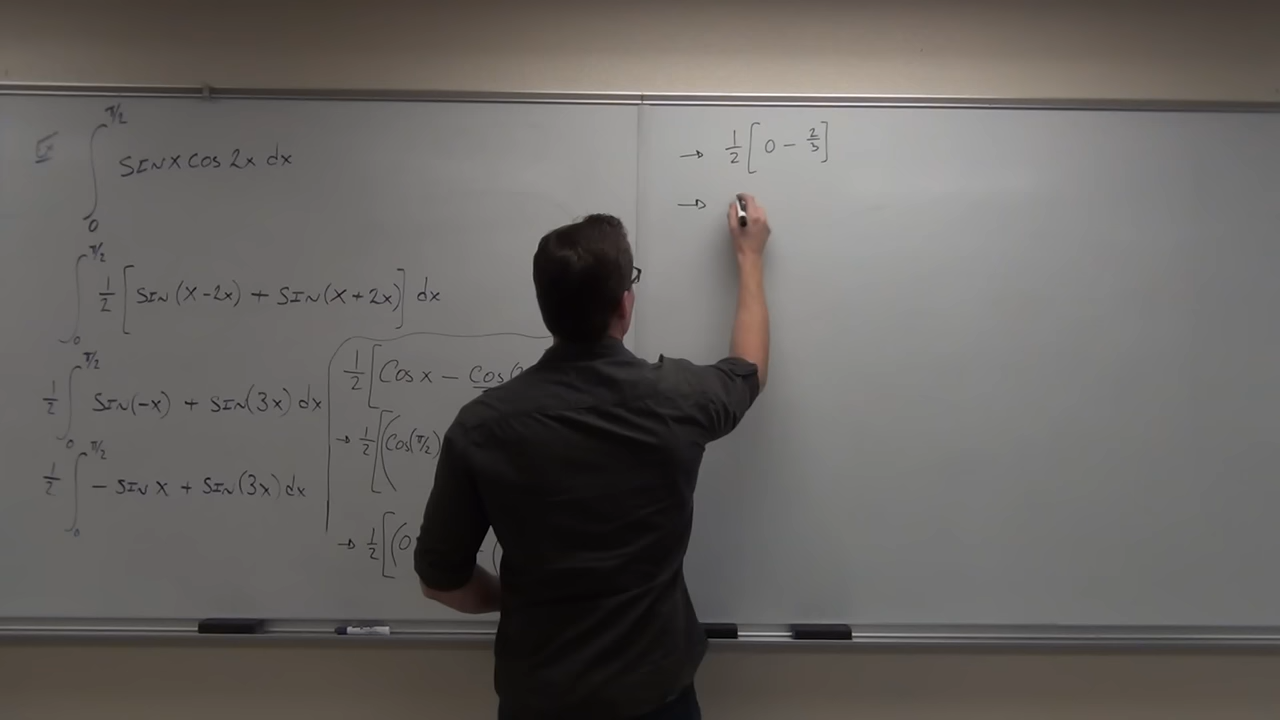 Ex ∫₀^{π/2} SIN X COS 2X dX
∫₀^{π/2} 1/2 [SIN (X-2X) + SIN (X+2X)] dX
1/2 ∫₀^{π/2} SIN(-X) + SIN(3X) dX
1/2 ∫₀^{π/2} - SIN X + SIN(3X) dX
1/2 [Cos X - Cos(
→ 1/2 [(Cos(π/2)
→ 1/2 [(0 - (
→ 1/2 [0 - 2/3]
→